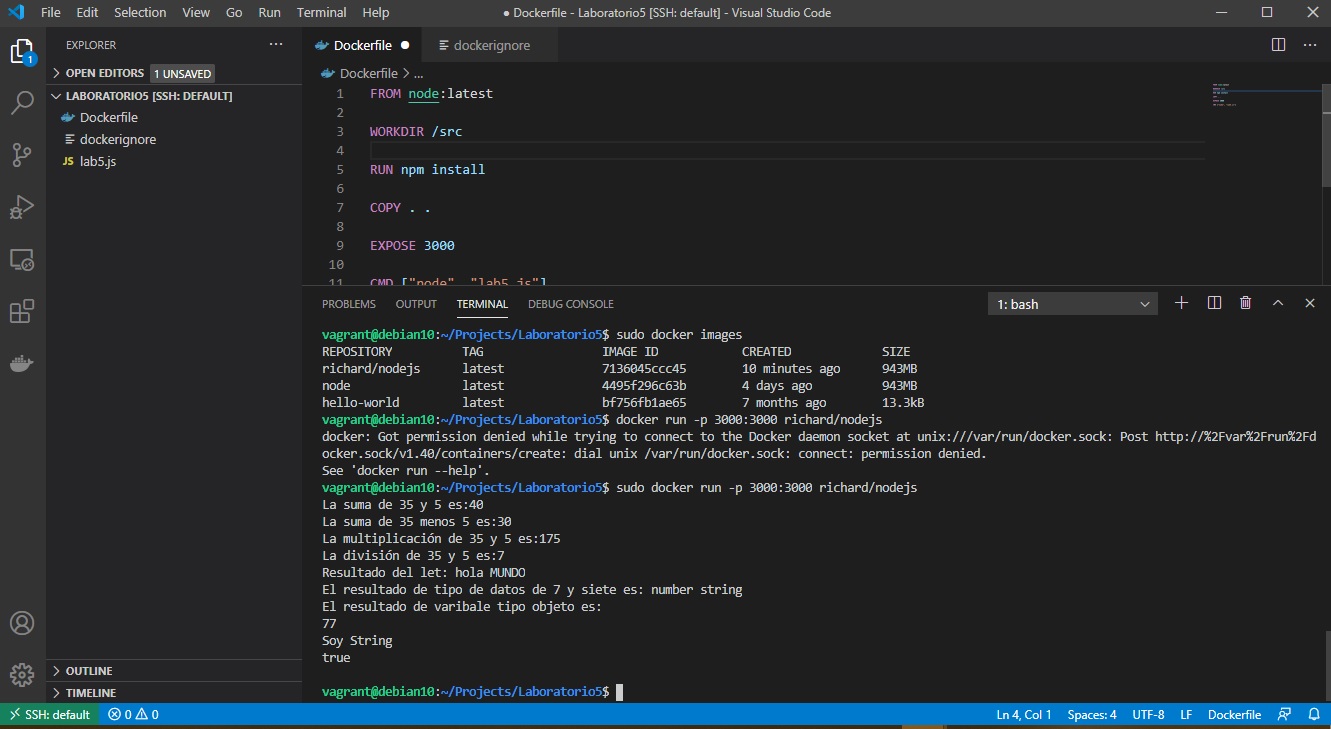 File Edit Selection View Go Run Terminal Help ● Dockerfile - Laboratorio5 [SSH: default] - Visual Studio Code
EXPLORER ...
1
OPEN EDITORS 1 UNSAVED
LABORATORIO5 [SSH: DEFAULT]
Dockerfile
dockerignore
JS lab5.js
OUTLINE
TIMELINE
Dockerfile ● dockerignore
Dockerfile > ...
1 FROM node:latest
2
3 WORKDIR /src
4
5 RUN npm install
6
7 COPY . .
8
9 EXPOSE 3000
10
11 CMD ["node", "lab5.js"]
PROBLEMS OUTPUT TERMINAL DEBUG CONSOLE 1: bash
vagrant@debian10:~/Projects/Laboratorio5$ sudo docker images
REPOSITORY TAG IMAGE ID CREATED SIZE
richard/nodejs latest 7136045ccc45 10 minutes ago 943MB
node latest 4495f296c63b 4 days ago 943MB
hello-world latest bf756fb1ae65 7 months ago 13.3kB
vagrant@debian10:~/Projects/Laboratorio5$ docker run -p 3000:3000 richard/nodejs
docker: Got permission denied while trying to connect to the Docker daemon socket at unix:///var/run/docker.sock: Post http://%2Fvar%2Frun%2Fd
ocker.sock/v1.40/containers/create: dial unix /var/run/docker.sock: connect: permission denied.
See 'docker run --help'.
vagrant@debian10:~/Projects/Laboratorio5$ sudo docker run -p 3000:3000 richard/nodejs
La suma de 35 y 5 es:40
La suma de 35 menos 5 es:30
La multiplicación de 35 y 5 es:175
La división de 35 y 5 es:7
Resultado del let: hola MUNDO
El resultado de tipo de datos de 7 y siete es: number string
El resultado de varibale tipo objeto es:
77
Soy String
true
vagrant@debian10:~/Projects/Laboratorio5$
SSH: default 0 0 Ln 4, Col 1 Spaces: 4 UTF-8 LF Dockerfile